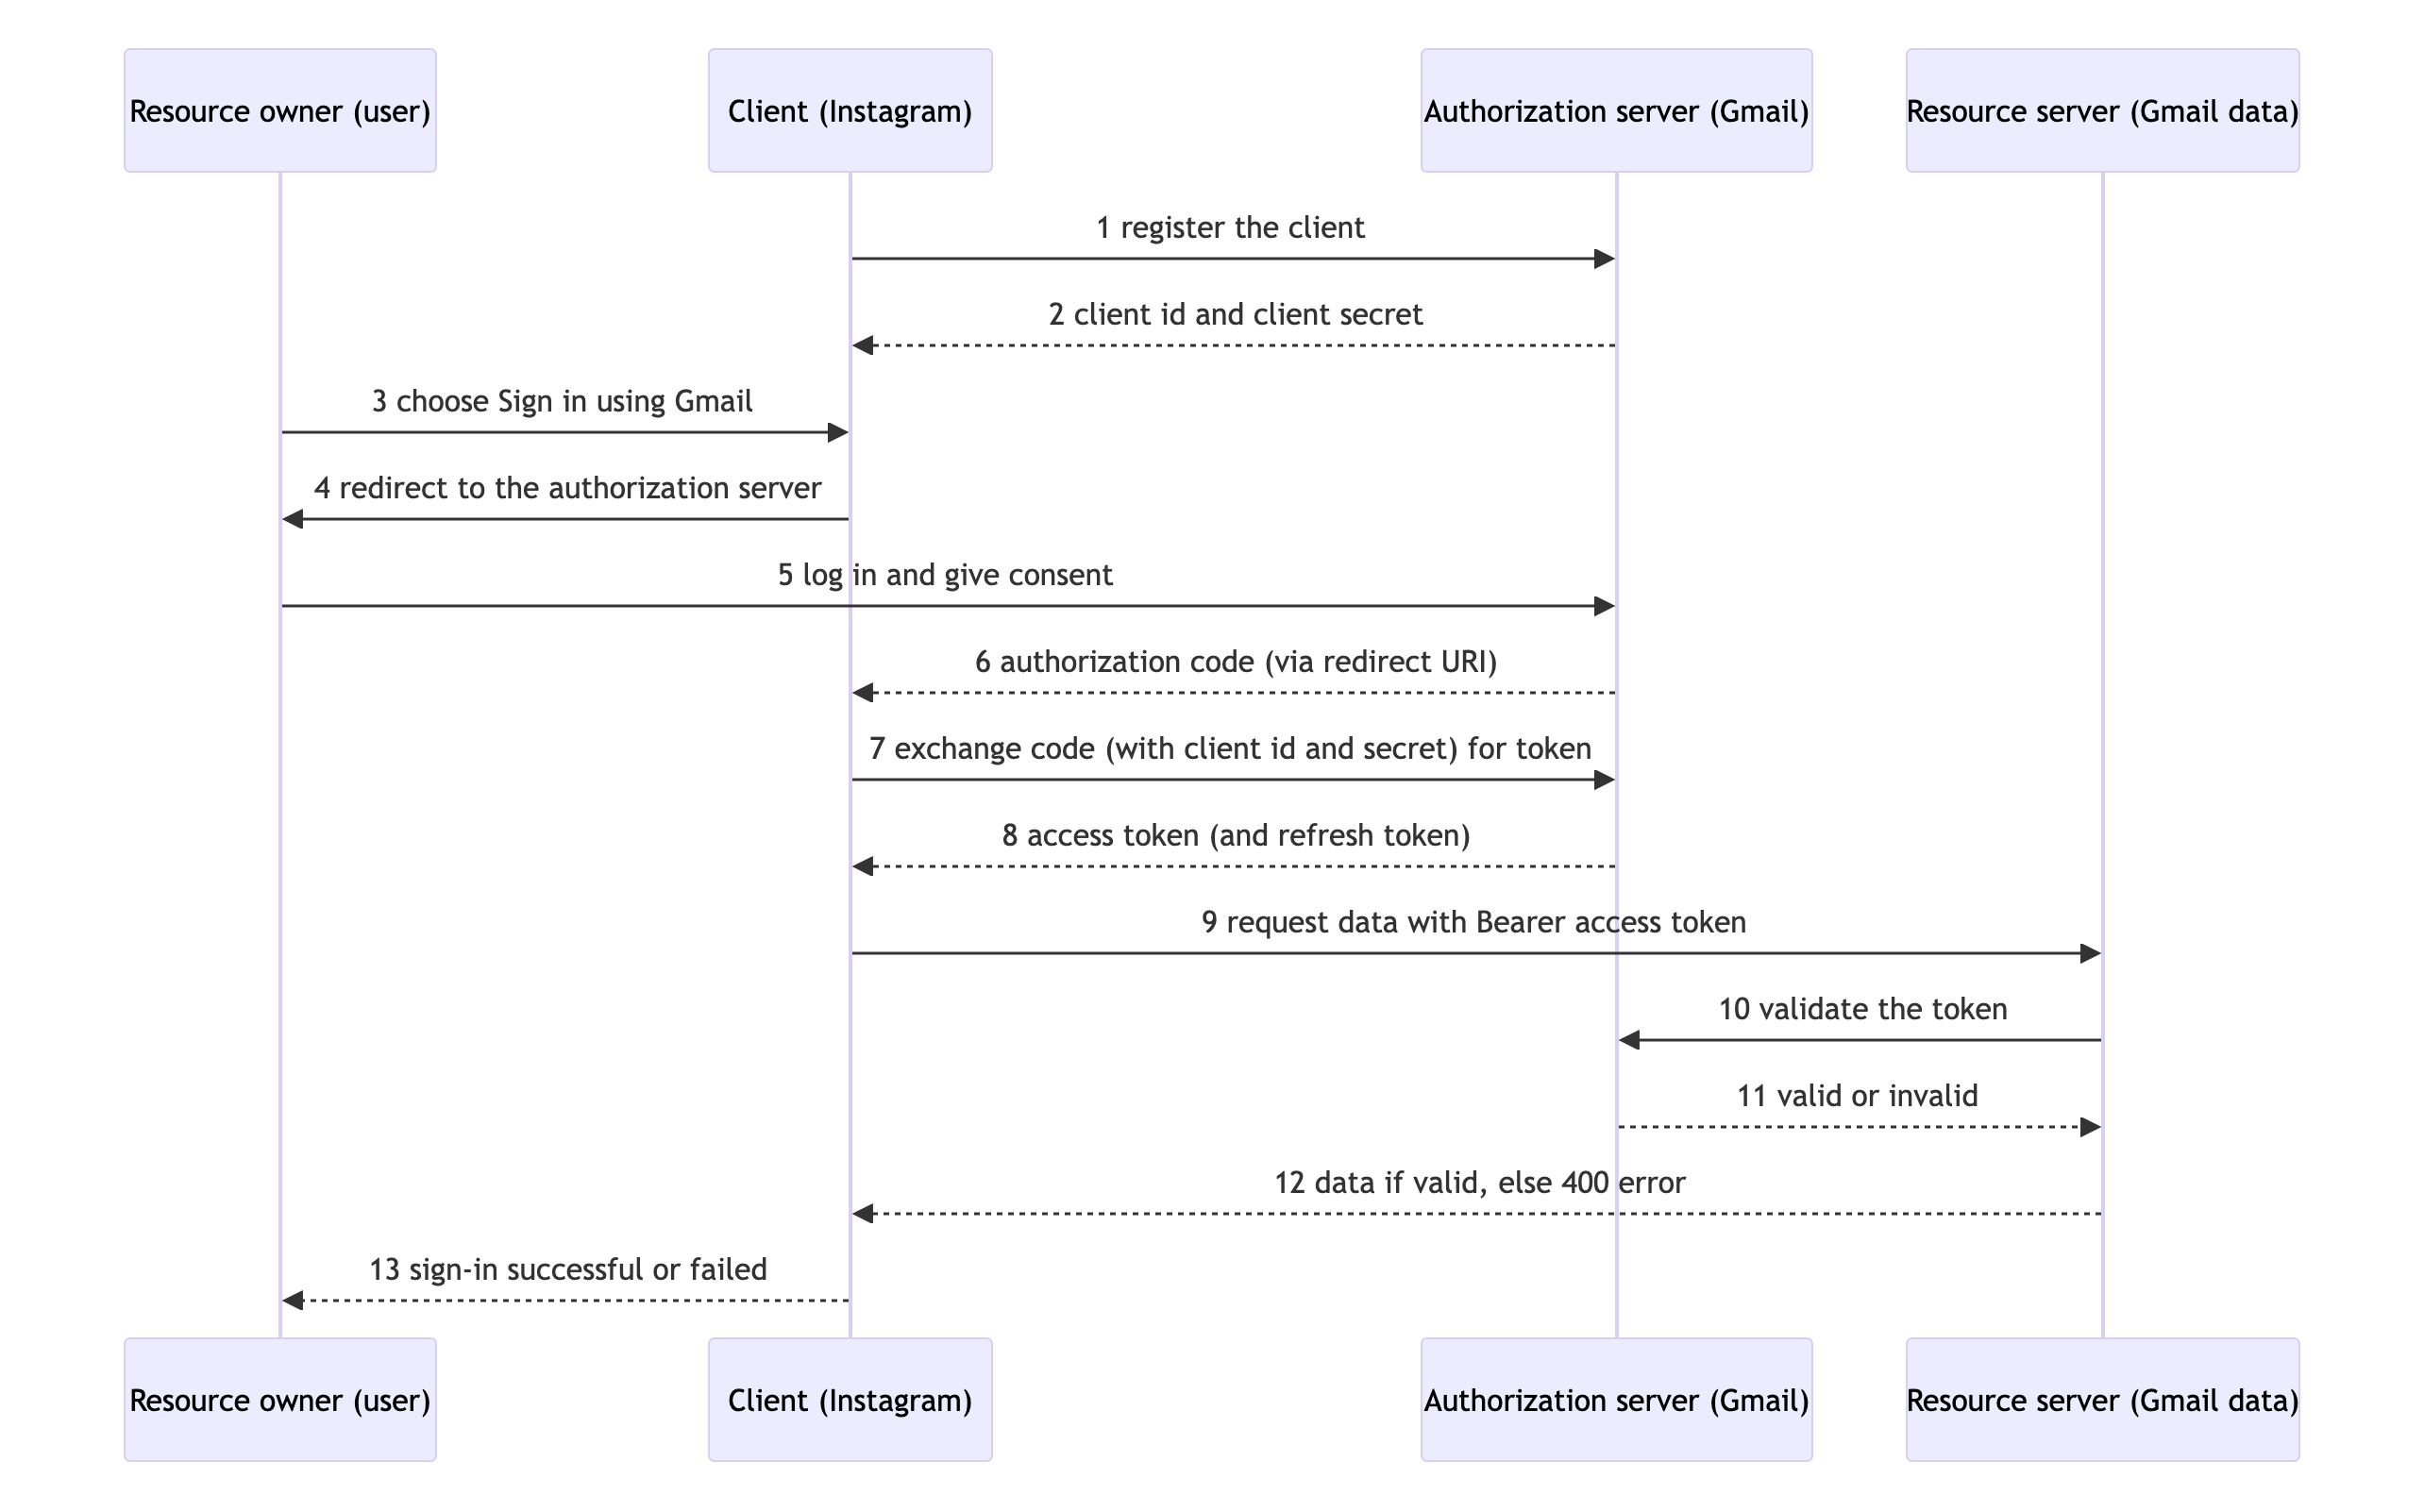 Resource owner (user)
Client (Instagram)
Authorization server (Gmail)
Resource server (Gmail data)
1 register the client
2 client id and client secret
3 choose Sign in using Gmail
4 redirect to the authorization server
5 log in and give consent
6 authorization code (via redirect URI)
7 exchange code (with client id and secret) for token
8 access token (and refresh token)
9 request data with Bearer access token
10 validate the token
11 valid or invalid
12 data if valid, else 400 error
13 sign-in successful or failed
Resource owner (user)
Client (Instagram)
Authorization server (Gmail)
Resource server (Gmail data)